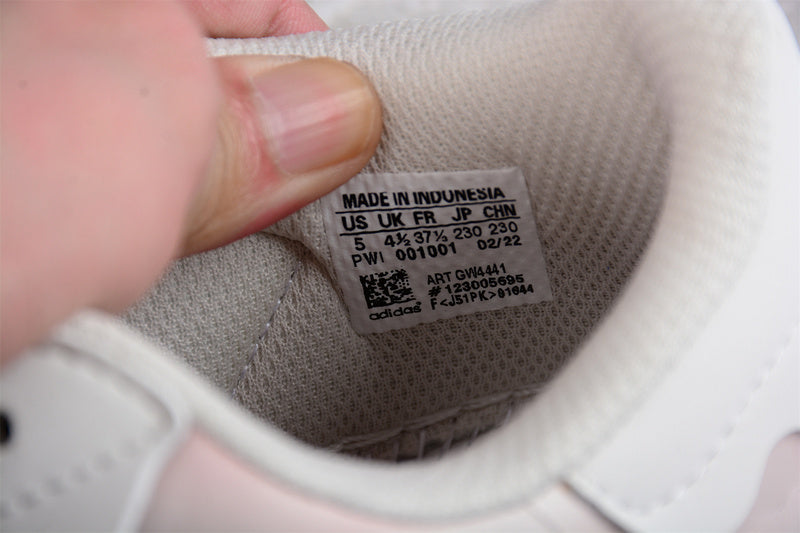 MADE IN INDONESIA
US UK FR JP CHN
5 4½ 37⅓ 230 230
PWI 001001 02/22
ART GW4441
#123005695
F<J51PK>01644
adidas